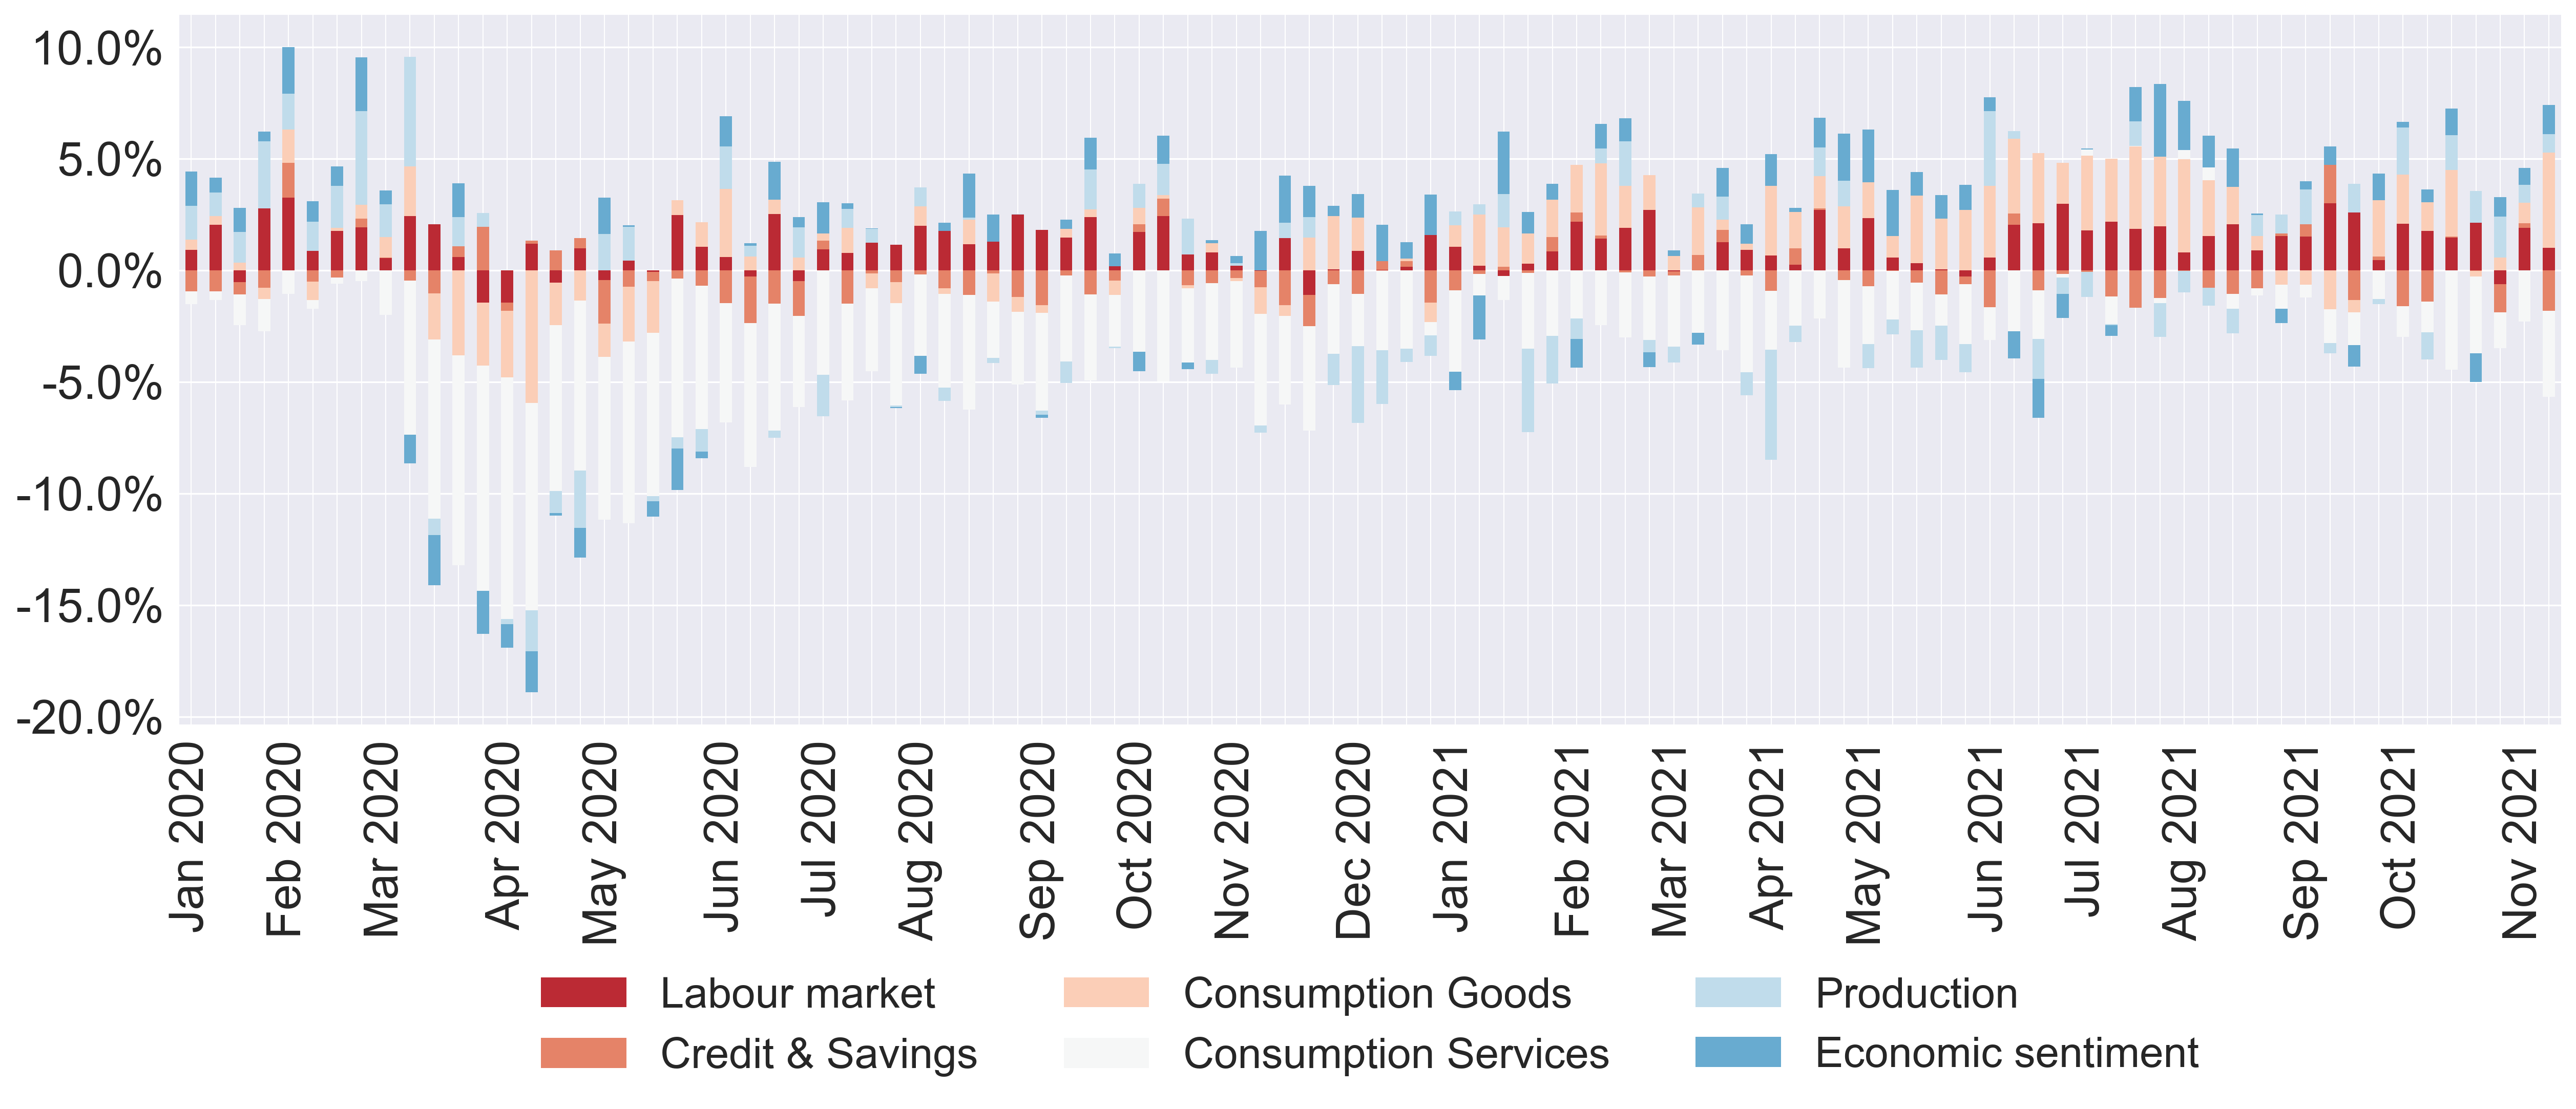 10.0%
5.0%
0.0%
-5.0%
-10.0%
-15.0%
-20.0%
Jan 2020
Feb 2020
Mar 2020
Apr 2020
May 2020
Jun 2020
Jul 2020
Aug 2020
Sep 2020
Oct 2020
Nov 2020
Dec 2020
Jan 2021
Feb 2021
Mar 2021
Apr 2021
May 2021
Jun 2021
Jul 2021
Aug 2021
Sep 2021
Oct 2021
Nov 2021
Labour market
Consumption Goods
Production
Credit & Savings
Consumption Services
Economic sentiment